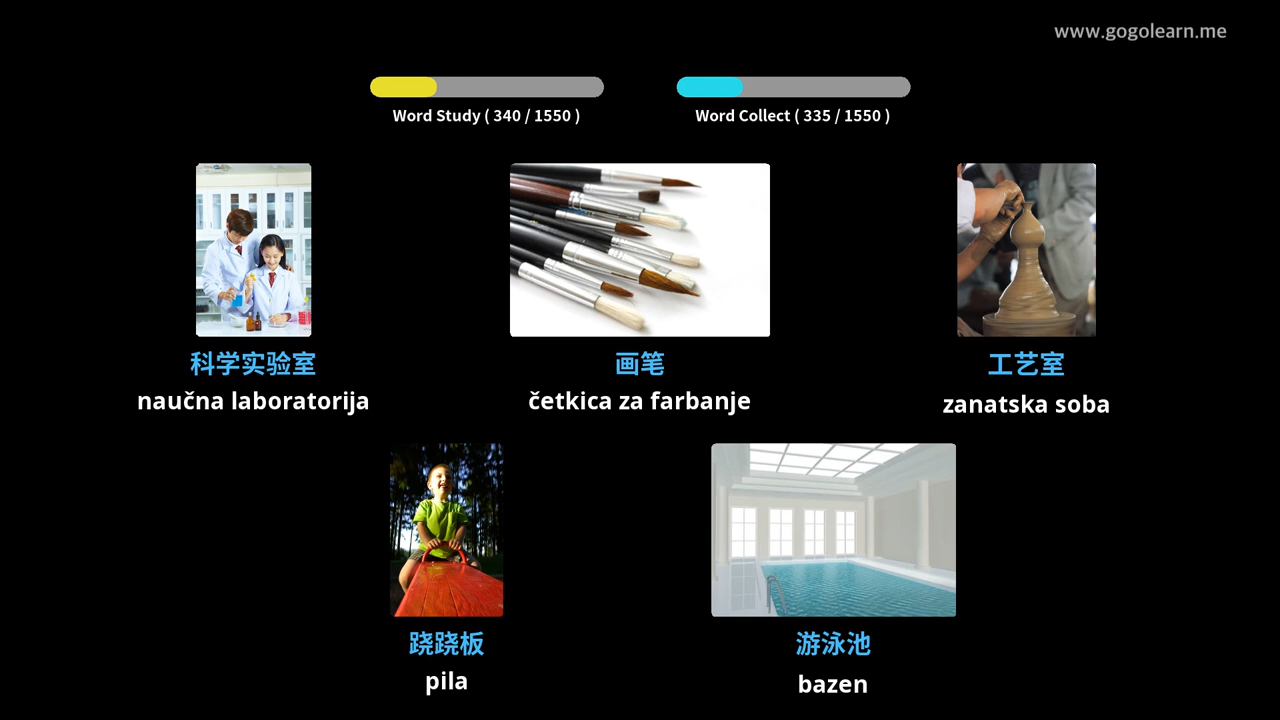 www.gogolearn.me
Word Study ( 340 / 1550 )
Word Collect ( 335 / 1550 )
科学实验室
naučna laboratorija
画笔
četkica za farbanje
工艺室
zanatska soba
跷跷板
pila
游泳池
bazen